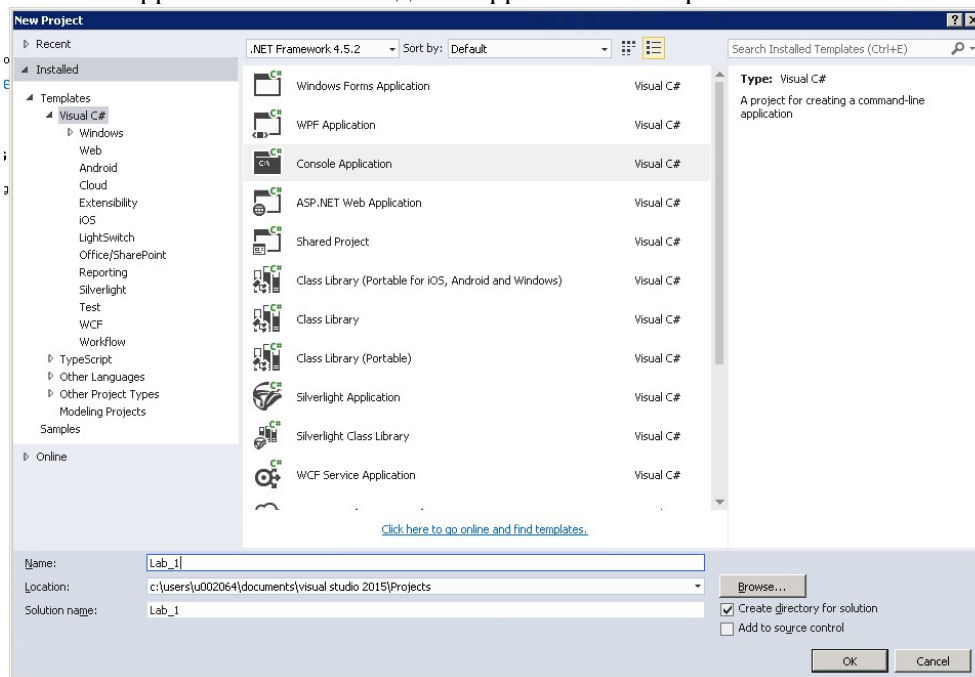 New Project
Recent
.NET Framework 4.5.2
Sort by: Default
Search Installed Templates (Ctrl+E)
Installed
Templates
Visual C#
Windows
Web
Android
Cloud
Extensibility
iOS
LightSwitch
Office/SharePoint
Reporting
Silverlight
Test
WCF
Workflow
TypeScript
Other Languages
Other Project Types
Modeling Projects
Samples
Online
Windows Forms Application Visual C#
WPF Application Visual C#
Console Application Visual C#
ASP.NET Web Application Visual C#
Shared Project Visual C#
Class Library (Portable for iOS, Android and Windows) Visual C#
Class Library Visual C#
Class Library (Portable) Visual C#
Silverlight Application Visual C#
Silverlight Class Library Visual C#
WCF Service Application Visual C#
Click here to go online and find templates.
Type: Visual C#
A project for creating a command-line
application
Name: Lab_1
Location: c:\users\u002064\documents\visual studio 2015\Projects
Browse...
Solution name: Lab_1
Create directory for solution
Add to source control
OK Cancel